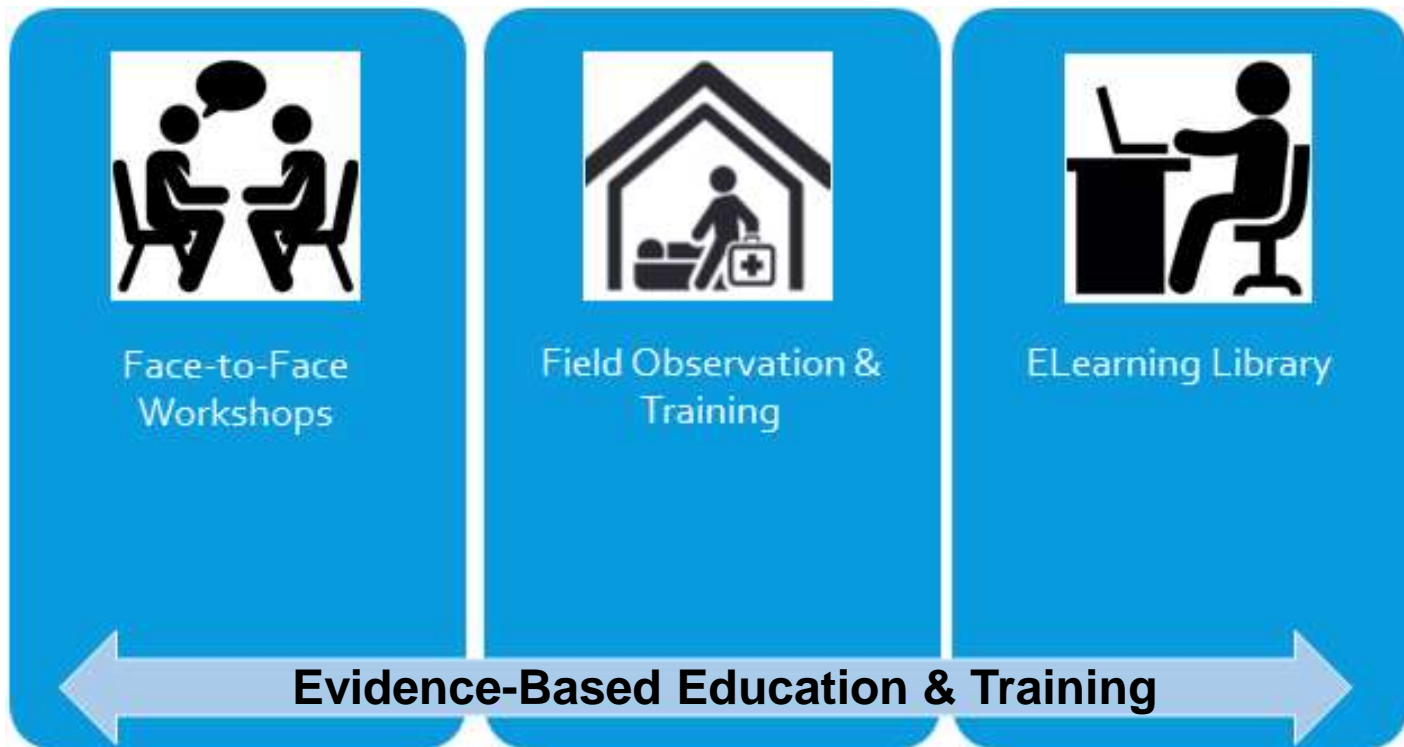 Face-to-Face
Workshops
Field Observation &
Training
ELearning Library
Evidence-Based Education & Training